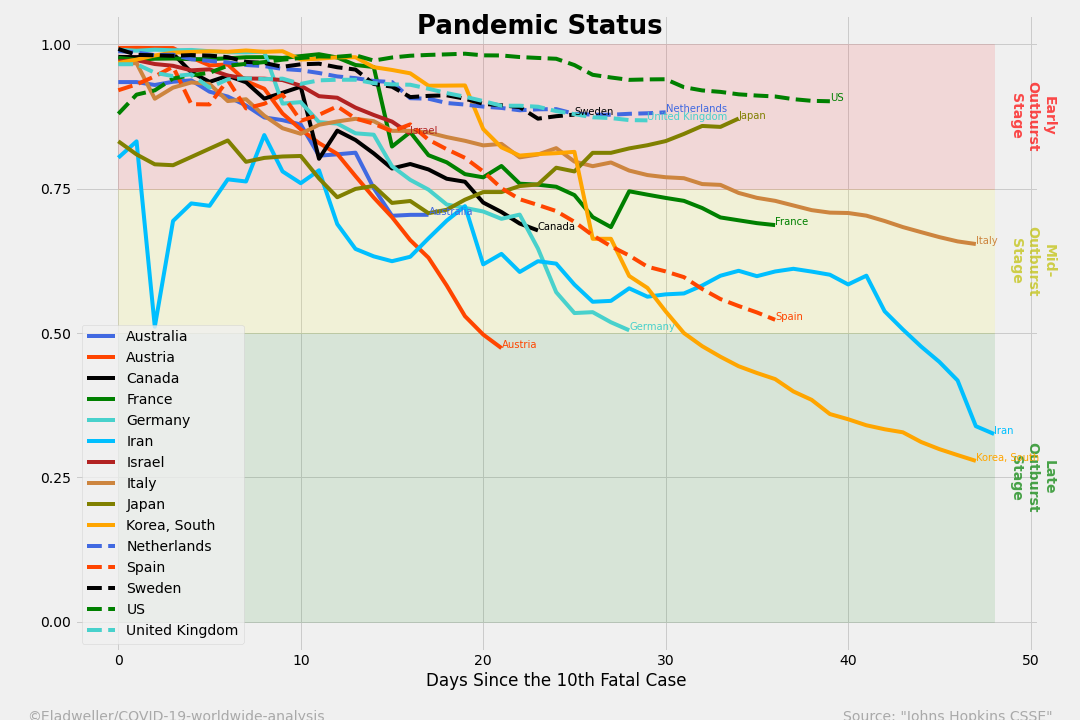 Pandemic Status
1.00
0.75
0.50
0.25
0.00
0
10
20
30
40
50
Days Since the 10th Fatal Case
Early
Outburst
Stage
Mid-
Outburst
Stage
Late
Outburst
Stage
US
Netherlands
Sweden
United Kingdom
Japan
Israel
Australia
Canada
France
Italy
Spain
Germany
Austria
Iran
Korea, South
Australia
Austria
Canada
France
Germany
Iran
Israel
Italy
Japan
Korea, South
Netherlands
Spain
Sweden
US
United Kingdom
©Eladweller/COVID-19-worldwide-analysis
Source: "Johns Hopkins CSSE"